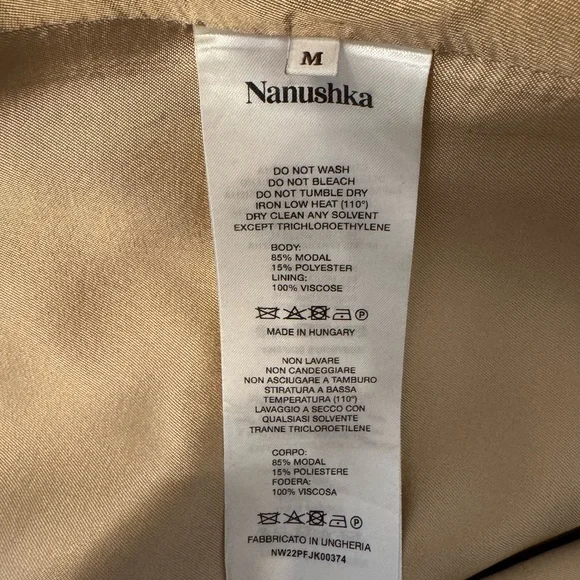 M
Nanushka
DO NOT WASH
DO NOT BLEACH
DO NOT TUMBLE DRY
IRON LOW HEAT (110°)
DRY CLEAN ANY SOLVENT
EXCEPT TRICHLOROETHYLENE
BODY:
85% MODAL
15% POLYESTER
LINING:
100% VISCOSE
P
MADE IN HUNGARY
NON LAVARE
NON CANDEGGIARE
NON ASCIUGARE A TAMBURO
STIRATURA A BASSA
TEMPERATURA (110°)
LAVAGGIO A SECCO CON
QUALSIASI SOLVENTE
TRANNE TRICLOROETILENE
CORPO:
85% MODAL
15% POLIESTERE
FODERA:
100% VISCOSA
P
FABBRICATO IN UNGHERIA
NW22PFJK00374